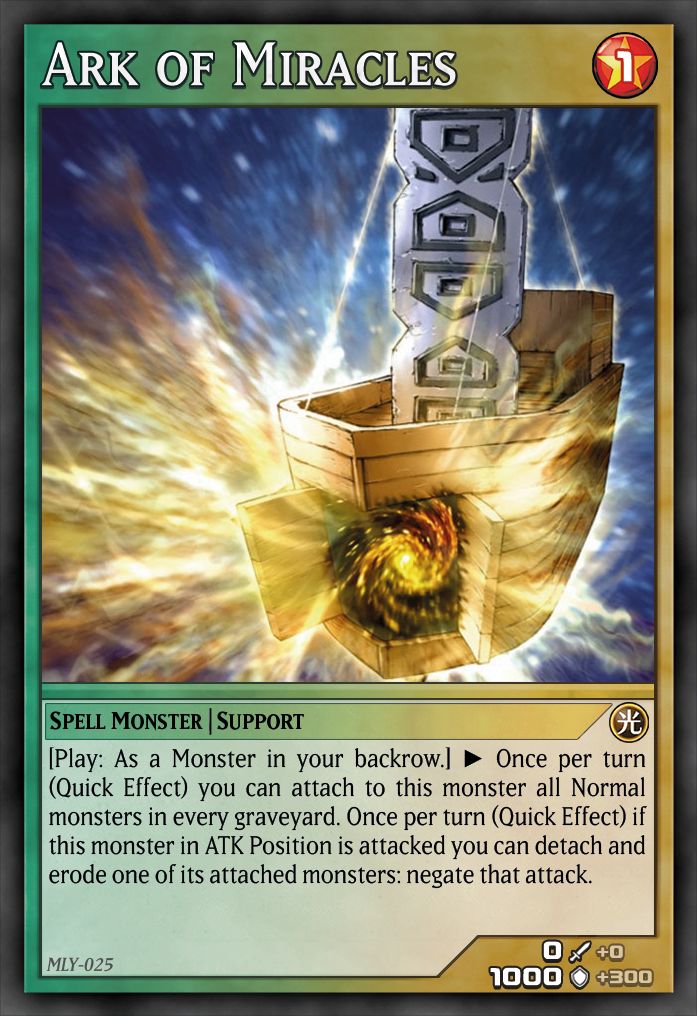 ARK OF MIRACLES
1
SPELL MONSTER | SUPPORT
光
[Play: As a Monster in your backrow.] ► Once per turn
(Quick Effect) you can attach to this monster all Normal
monsters in every graveyard. Once per turn (Quick Effect) if
this monster in ATK Position is attacked you can detach and
erode one of its attached monsters: negate that attack.
MLY-025
0 +0
1000 +300